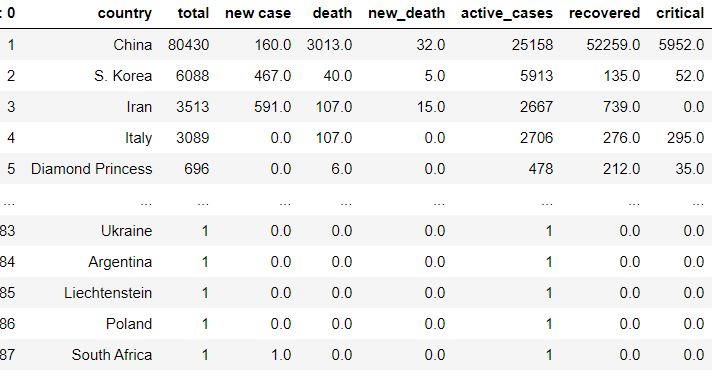 : 0 country total new case death new_death active_cases recovered critical
1 China 80430 160.0 3013.0 32.0 25158 52259.0 5952.0
2 S. Korea 6088 467.0 40.0 5.0 5913 135.0 52.0
3 Iran 3513 591.0 107.0 15.0 2667 739.0 0.0
4 Italy 3089 0.0 107.0 0.0 2706 276.0 295.0
5 Diamond Princess 696 0.0 6.0 0.0 478 212.0 35.0
... ... ... ... ... ... ... ... ...
83 Ukraine 1 0.0 0.0 0.0 1 0.0 0.0
84 Argentina 1 0.0 0.0 0.0 1 0.0 0.0
85 Liechtenstein 1 0.0 0.0 0.0 1 0.0 0.0
86 Poland 1 0.0 0.0 0.0 1 0.0 0.0
87 South Africa 1 1.0 0.0 0.0 1 0.0 0.0